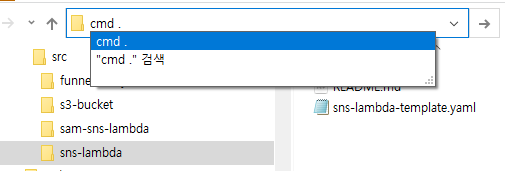 cmd .
cmd .
"cmd ." 검색
src
funne
s3-bucket
sam-sns-lambda
sns-lambda
README.md
sns-lambda-template.yaml